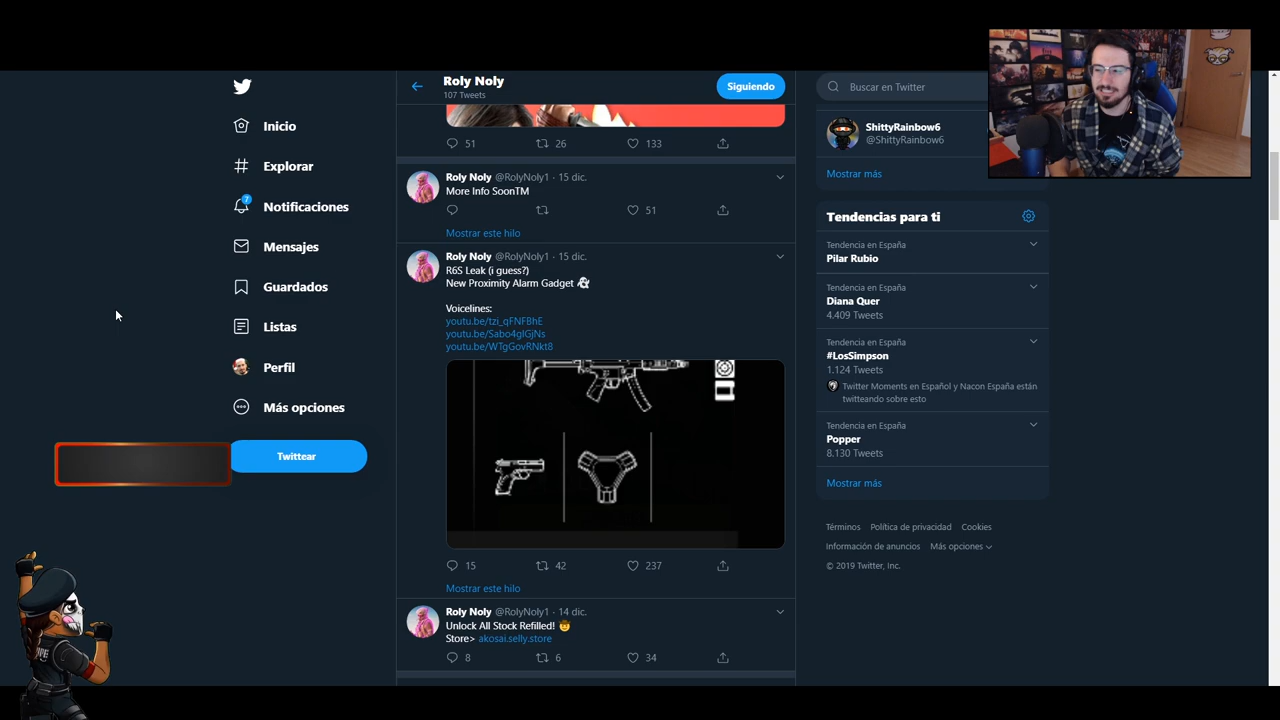 Inicio
Explorar
7
Notificaciones
Mensajes
Guardados
Listas
Perfil
Más opciones
Twittear
Roly Noly
107 Tweets
Siguiendo
51 26 133
Roly Noly @RolyNoly1 · 15 dic.
More Info SoonTM
51
Mostrar este hilo
Roly Noly @RolyNoly1 · 15 dic.
R6S Leak (i guess?)
New Proximity Alarm Gadget 👻
Voicelines:
youtu.be/tzi_qFNFBhE
youtu.be/Sabo4gIGjNs
youtu.be/WTgGovRNkt8
15 42 237
Mostrar este hilo
Roly Noly @RolyNoly1 · 14 dic.
Unlock All Stock Refilled! 🤠
Store> akosai.selly.store
8 6 34
Buscar en Twitter
ShittyRainbow6
@ShittyRainbow6
Mostrar más
Tendencias para ti
Tendencia en España
Pilar Rubio
Tendencia en España
Diana Quer
4.409 Tweets
Tendencia en España
#LosSimpson
1.124 Tweets
Twitter Moments en Español y Nacon España están
twitteando sobre esto
Tendencia en España
Popper
8.130 Tweets
Mostrar más
Términos Política de privacidad Cookies
Información de anuncios Más opciones
© 2019 Twitter, Inc.